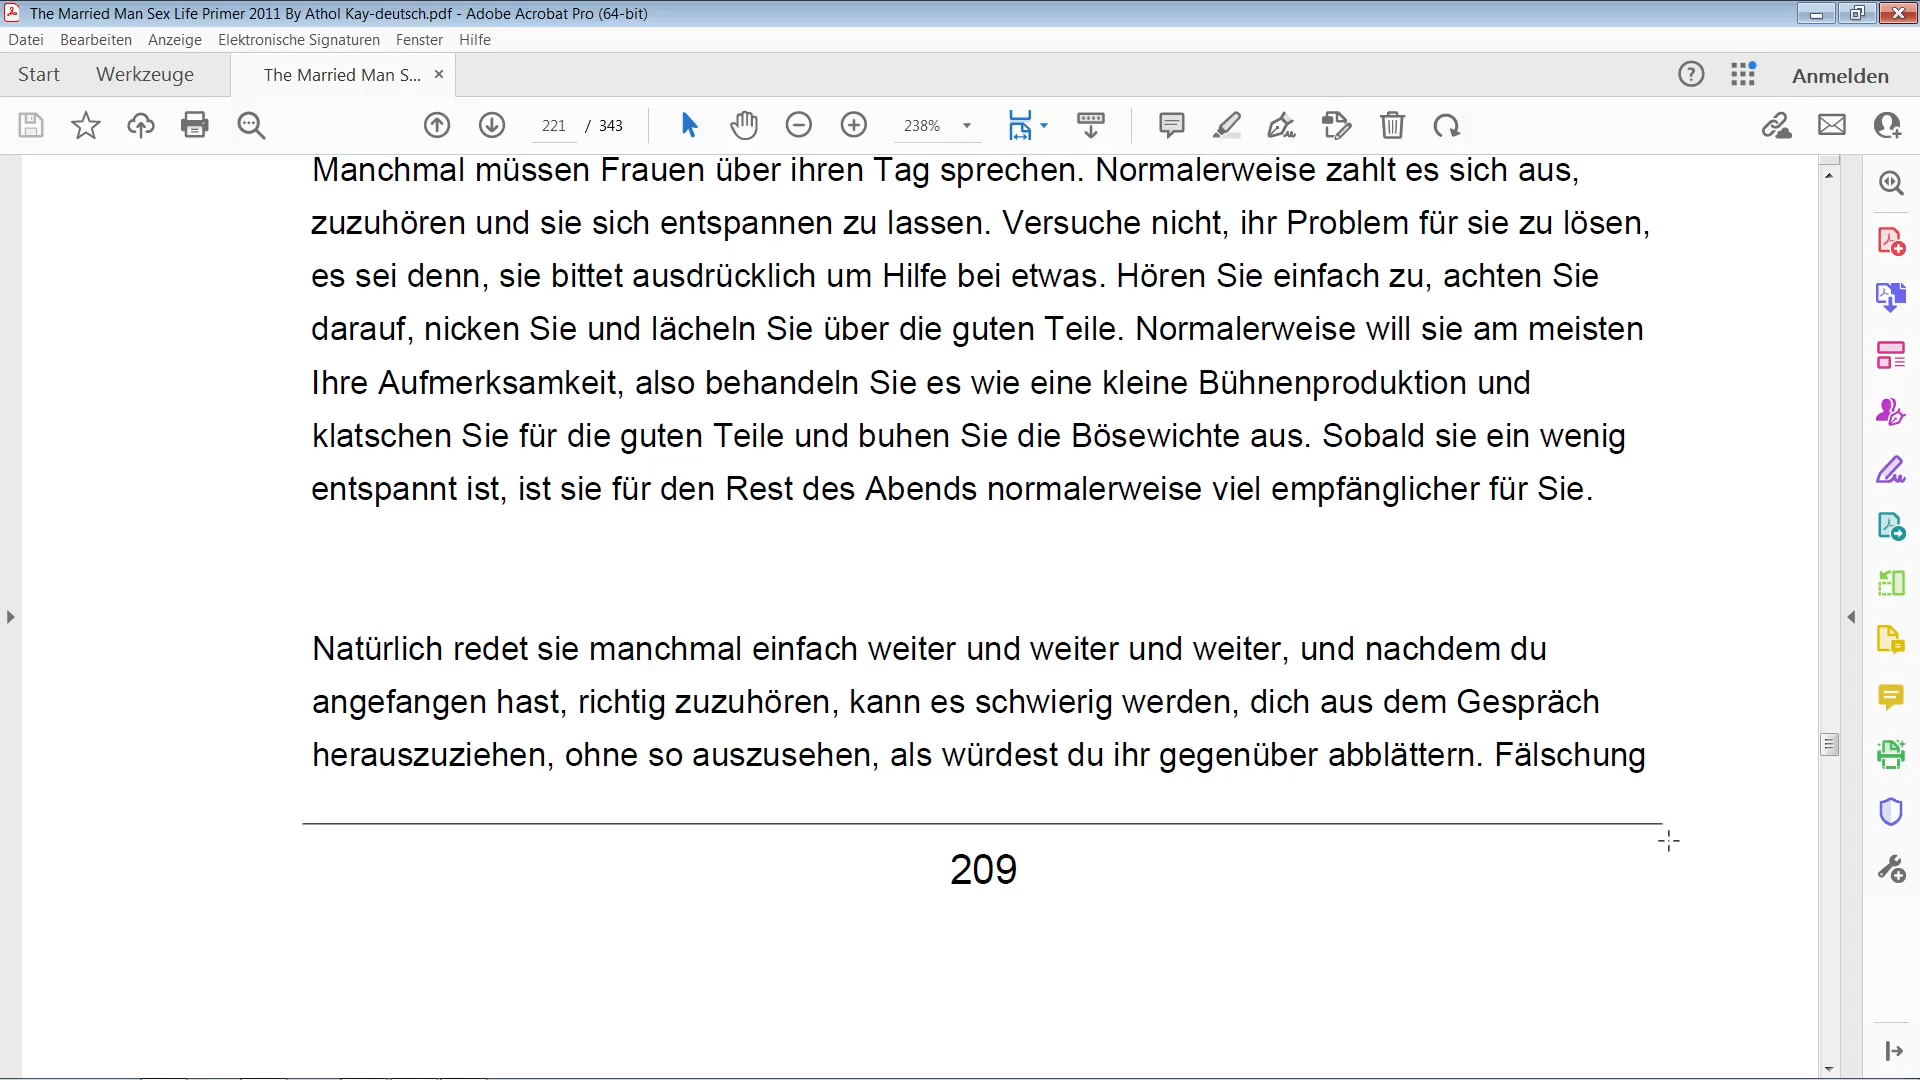 The Married Man Sex Life Primer 2011 By Athol Kay-deutsch.pdf - Adobe Acrobat Pro (64-bit)
Datei Bearbeiten Anzeige Elektronische Signaturen Fenster Hilfe
Start Werkzeuge The Married Man S... × Anmelden
221 / 343 238%
Manchmal müssen Frauen über ihren Tag sprechen. Normalerweise zahlt es sich aus,
zuzuhören und sie sich entspannen zu lassen. Versuche nicht, ihr Problem für sie zu lösen,
es sei denn, sie bittet ausdrücklich um Hilfe bei etwas. Hören Sie einfach zu, achten Sie
darauf, nicken Sie und lächeln Sie über die guten Teile. Normalerweise will sie am meisten
Ihre Aufmerksamkeit, also behandeln Sie es wie eine kleine Bühnenproduktion und
klatschen Sie für die guten Teile und buhen Sie die Bösewichte aus. Sobald sie ein wenig
entspannt ist, ist sie für den Rest des Abends normalerweise viel empfänglicher für Sie.
Natürlich redet sie manchmal einfach weiter und weiter und weiter, und nachdem du
angefangen hast, richtig zuzuhören, kann es schwierig werden, dich aus dem Gespräch
herauszuziehen, ohne so auszusehen, als würdest du ihr gegenüber abblättern. Fälschung
209